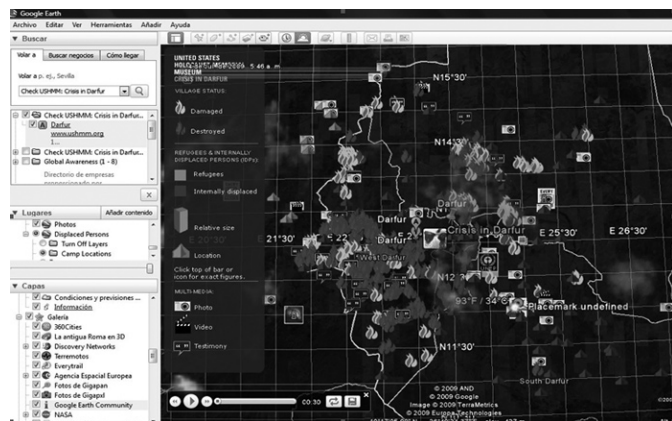 Google Earth
Archivo Editar Ver Herramientas Añadir Ayuda
Buscar
Volar a
Buscar negocios
Cómo llegar
Volar a p. ej., Sevilla
Check USHMM: Crisis in Darfur
Check USHMM: Crisis in Darfur...
Darfur
www.ushmm.org
1...
Check USHMM: Crisis in Darfur...
Global Awareness (1 - 8)
Directorio de empresas
Lugares
Añadir contenido
Photos
Displaced Persons
Turn Off Layers
Camp Locations
Capas
Condiciones y previsiones ...
Información
Galería
360Cities
La antigua Roma en 3D
Discovery Networks
Terremotos
Everytrail
Agencia Espacial Europea
Fotos de Gigapan
Fotos de Gigapxl
Google Earth Community
NASA
UNITED STATES
HOLOCAUST MEMORIAL
MUSEUM
CRISIS IN DARFUR
VILLAGE STATUS:
Damaged
Destroyed
REFUGEES & INTERNALLY
DISPLACED PERSONS (IDPs):
Refugees
Internally displaced
Relative size
Location
Click top of bar or
icon for exact figures.
MULTI MEDIA:
Photo
Video
Testimony
N15°30'
N14°3
Darfur
Darfur
Crisis in Darfur
E 21°30'
E 22
E 25°30'
E 26°30'
Darfur
West Darfur
N12°3
93°F / 34°C
Placemark undefined
N11°30'
South Darfur
00:30
© 2009 AND
© 2009 Google
Image © 2009 TerraMetrics
© 2009 Europa Technologies
©200